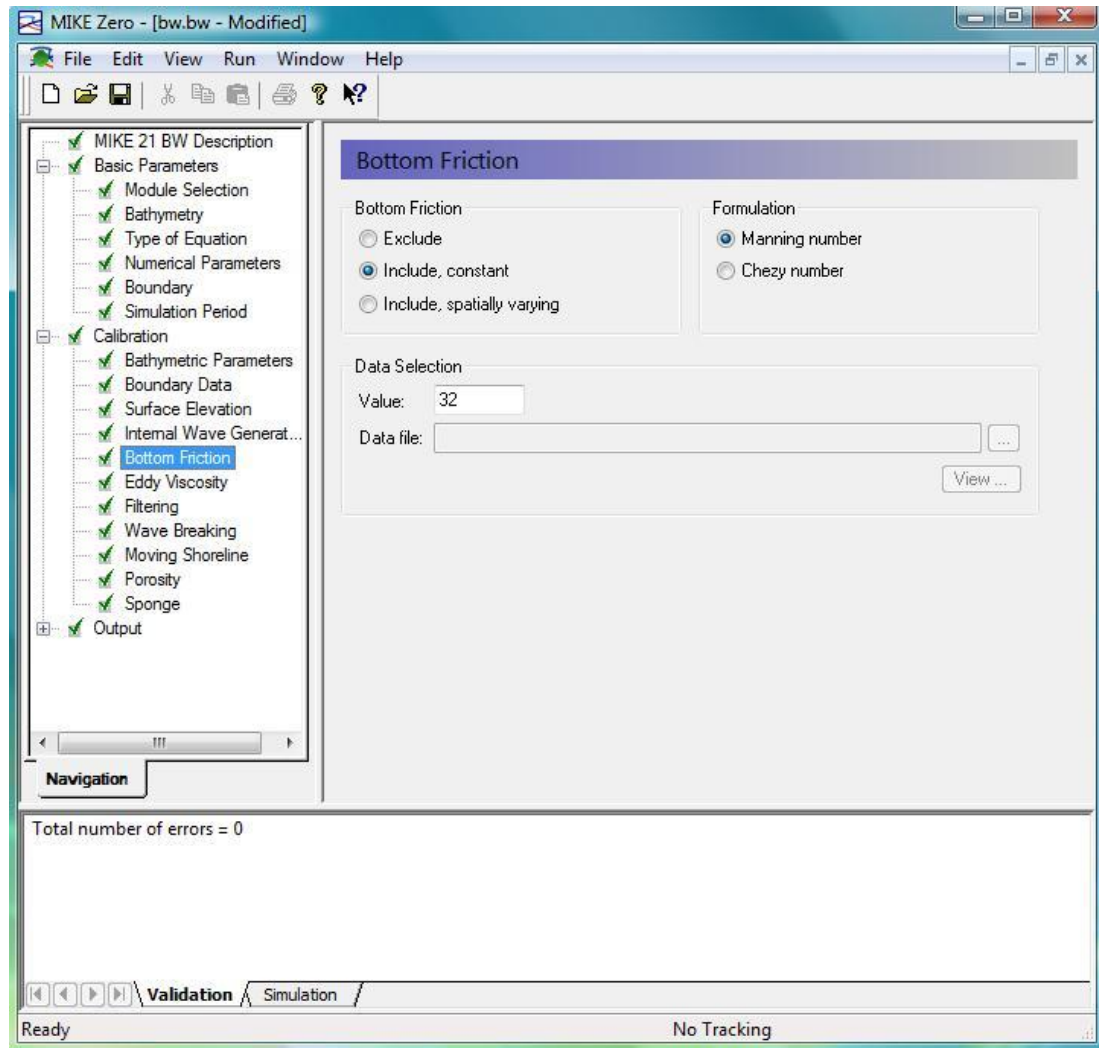 MIKE Zero - [bw.bw - Modified]
File Edit View Run Window Help
MIKE 21 BW Description
Basic Parameters
Module Selection
Bathymetry
Type of Equation
Numerical Parameters
Boundary
Simulation Period
Calibration
Bathymetric Parameters
Boundary Data
Surface Elevation
Internal Wave Generat...
Bottom Friction
Eddy Viscosity
Filtering
Wave Breaking
Moving Shoreline
Porosity
Sponge
Output
Navigation
Bottom Friction
Bottom Friction
Exclude
Include, constant
Include, spatially varying
Formulation
Manning number
Chezy number
Data Selection
Value: 32
Data file: ...
View ...
Total number of errors = 0
Validation Simulation
Ready No Tracking